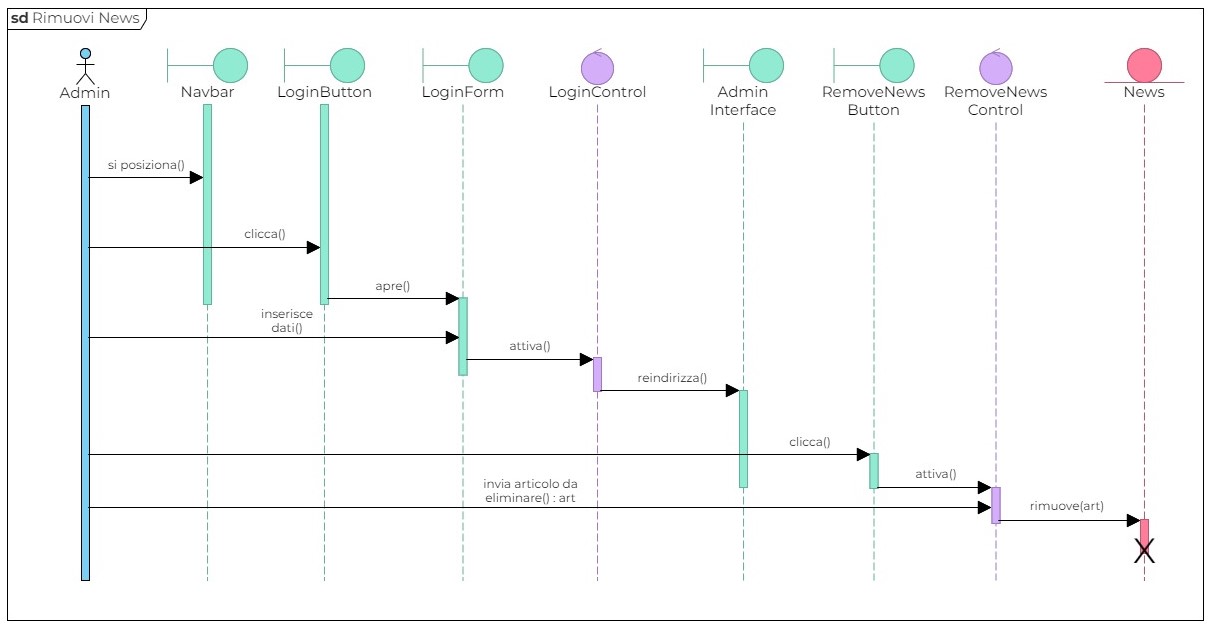 sd Rimuovi News
Admin
Navbar
LoginButton
LoginForm
LoginControl
Admin
Interface
RemoveNews
Button
RemoveNews
Control
News
si posiziona()
clicca()
apre()
inserisce
dati()
attiva()
reindirizza()
clicca()
attiva()
invia articolo da
eliminare() : art
rimuove(art)